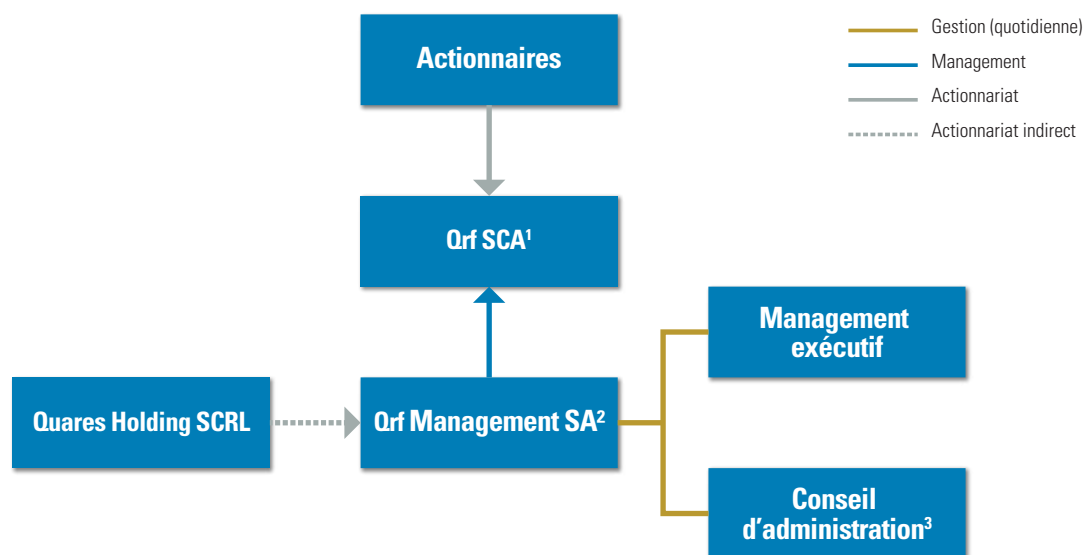 Actionnaires
Gestion (quotidienne)
Management
Actionnariat
Actionnariat indirect
Qrf SCA¹
Management
exécutif
Quares Holding SCRL
Qrf Management SA²
Conseil
d'administration³